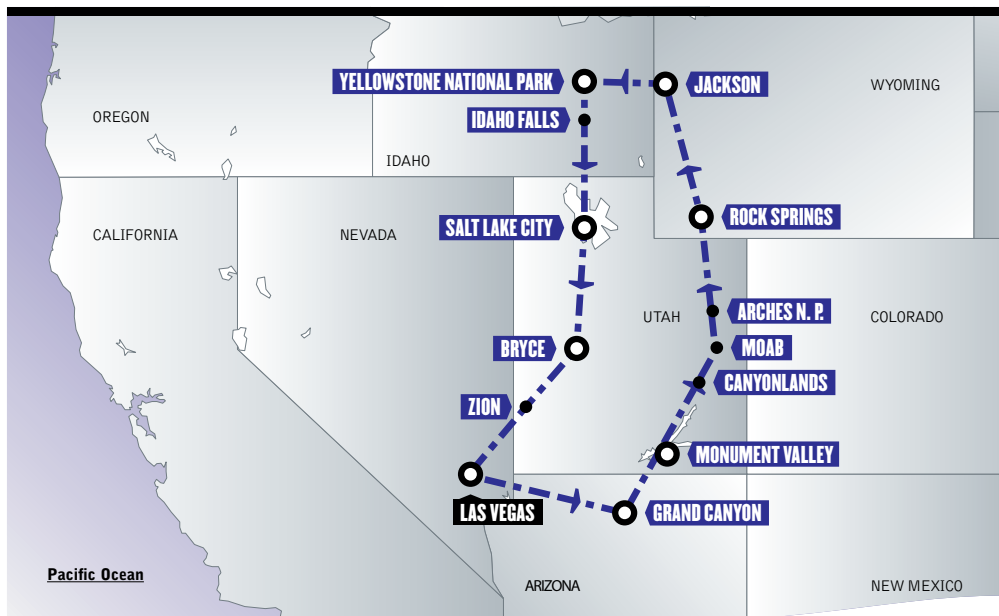 YELLOWSTONE NATIONAL PARK
JACKSON
WYOMING
OREGON
IDAHO FALLS
IDAHO
SALT LAKE CITY
ROCK SPRINGS
CALIFORNIA
NEVADA
ARCHES N. P.
UTAH
COLORADO
BRYCE
MOAB
CANYONLANDS
ZION
MONUMENT VALLEY
LAS VEGAS
GRAND CANYON
Pacific Ocean
ARIZONA
NEW MEXICO